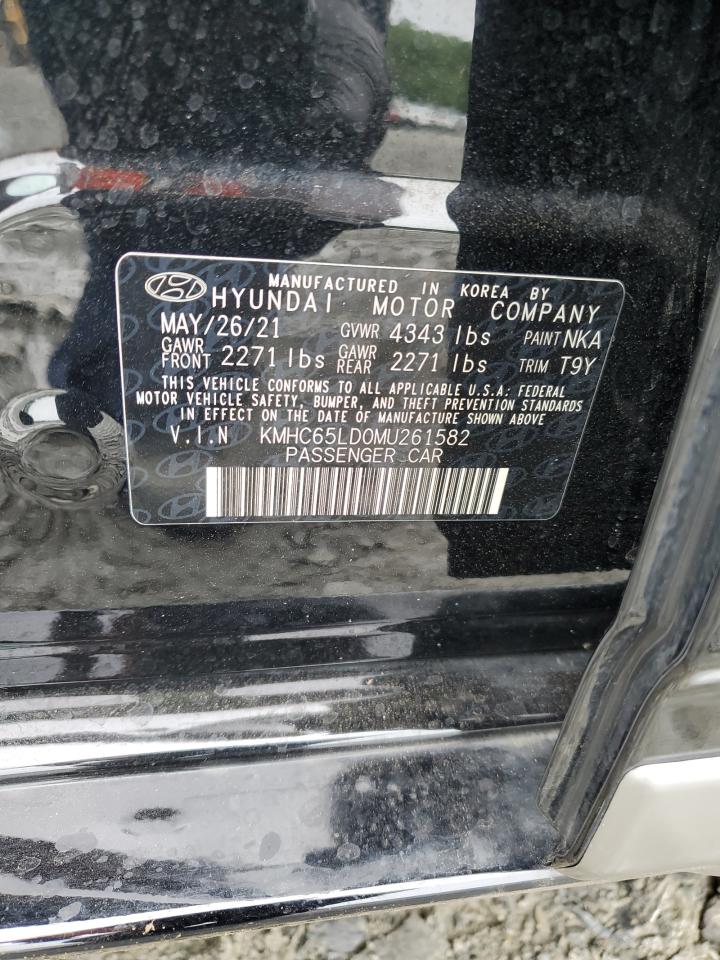 MANUFACTURED IN KOREA BY
HYUNDAI MOTOR COMPANY
MAY/26/21 GVWR 4343 lbs PAINT NKA
GAWR FRONT 2271 lbs GAWR REAR 2271 lbs TRIM T9Y
THIS VEHICLE CONFORMS TO ALL APPLICABLE U.S.A: FEDERAL
MOTOR VEHICLE SAFETY, BUMPER, AND THEFT PREVENTION STANDARDS
IN EFFECT ON THE DATE OF MANUFACTURE SHOWN ABOVE
V.I.N KMHC65LD0MU261582
PASSENGER CAR